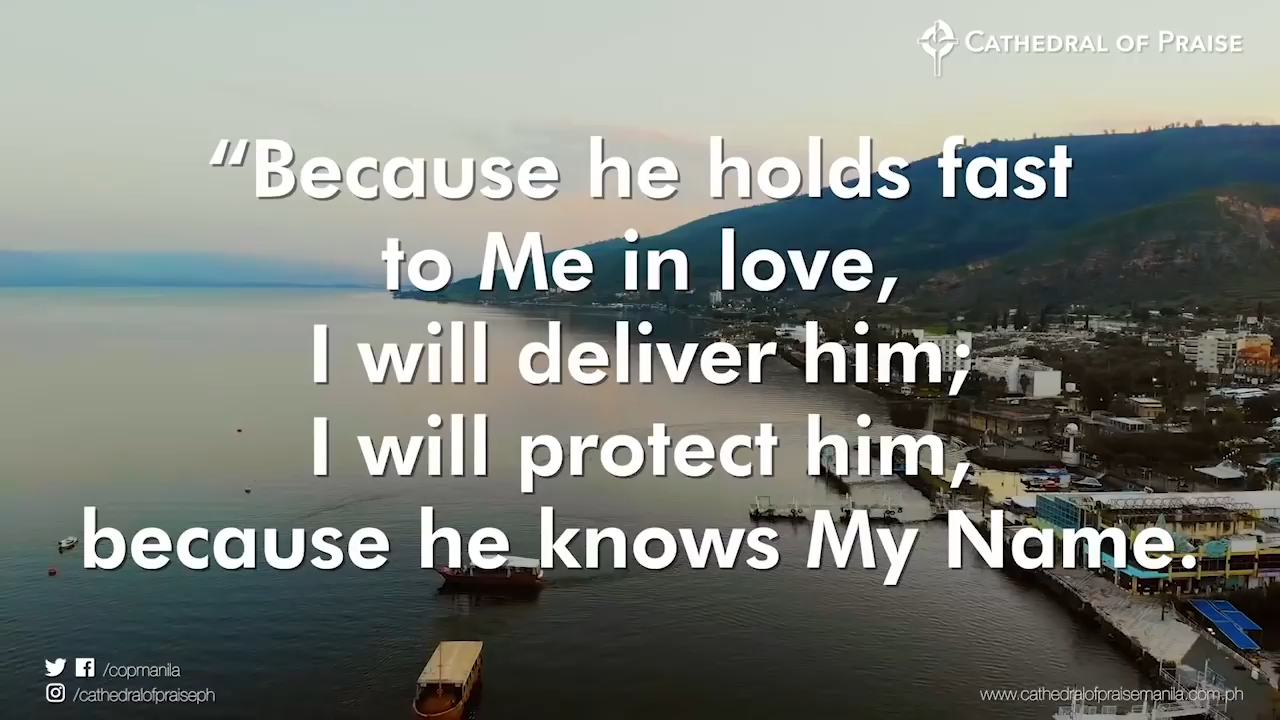 CATHEDRAL OF PRAISE
“Because he holds fast
to Me in love,
I will deliver him;
I will protect him,
because he knows My Name.
/copmanila
/cathedralofpraiseph
www.cathedralofpraisemanila.com.ph